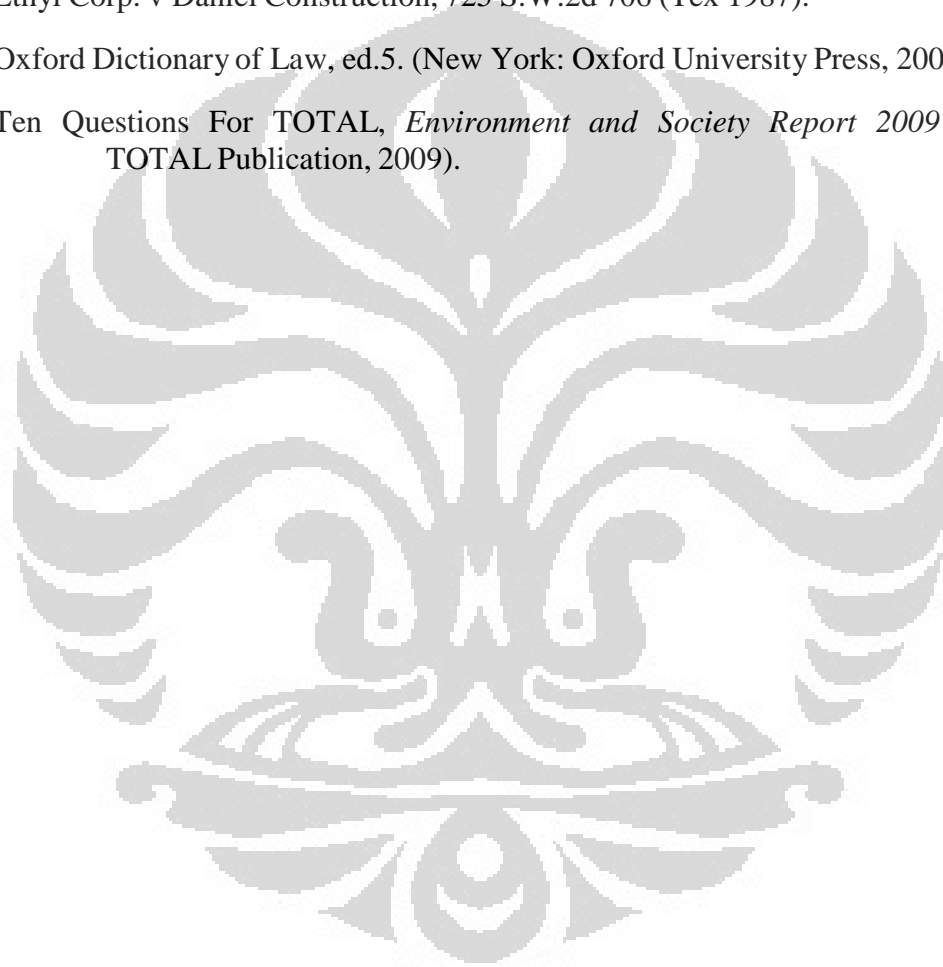 Ethyl Corp. v Daniel Construction, 725 S.W.2d 706 (Tex 1987).
Oxford Dictionary of Law, ed.5. (New York: Oxford University Press, 200
Ten Questions For TOTAL, Environment and Society Report 2009
TOTAL Publication, 2009).